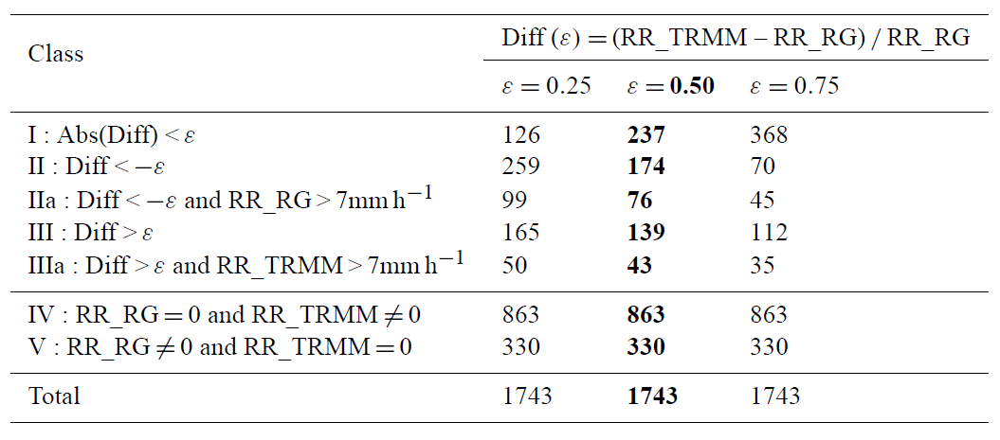 Class Diff (ε) = (RR_TRMM – RR_RG) / RR_RG
ε = 0.25 ε = 0.50 ε = 0.75
I : Abs(Diff) < ε 126 237 368
II : Diff < −ε 259 174 70
IIa : Diff < −ε and RR_RG > 7mm h−1 99 76 45
III : Diff > ε 165 139 112
IIIa : Diff > ε and RR_TRMM > 7mm h−1 50 43 35
IV : RR_RG = 0 and RR_TRMM ≠ 0 863 863 863
V : RR_RG ≠ 0 and RR_TRMM = 0 330 330 330
Total 1743 1743 1743